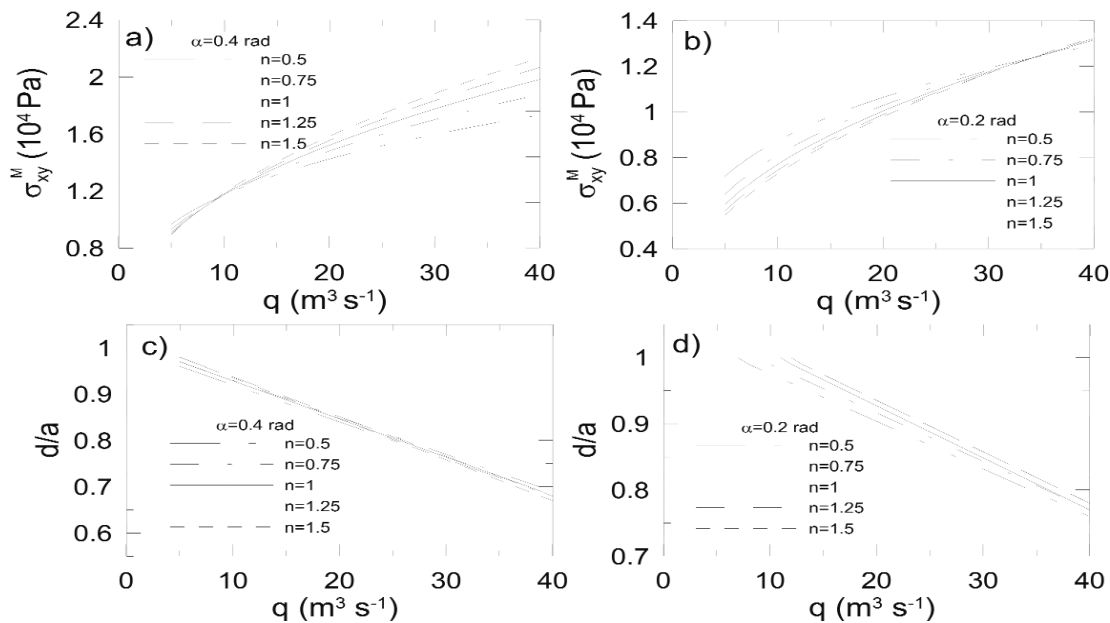 a)
α=0.4 rad
n=0.5
n=0.75
n=1
n=1.25
n=1.5
2.4
2
1.6
1.2
0.8
σxyM (10⁴ Pa)
0 10 20 30 40
q (m³ s⁻¹)
b)
α=0.2 rad
n=0.5
n=0.75
n=1
n=1.25
n=1.5
1.4
1.2
1
0.8
0.6
0.4
σxyM (10⁴ Pa)
0 10 20 30 40
q (m³ s⁻¹)
c)
α=0.4 rad
n=0.5
n=0.75
n=1
n=1.25
n=1.5
1
0.9
0.8
0.7
0.6
d/a
0 10 20 30 40
q (m³ s⁻¹)
d)
α=0.2 rad
n=0.5
n=0.75
n=1
n=1.25
n=1.5
1
0.9
0.8
0.7
d/a
0 10 20 30 40
q (m³ s⁻¹)